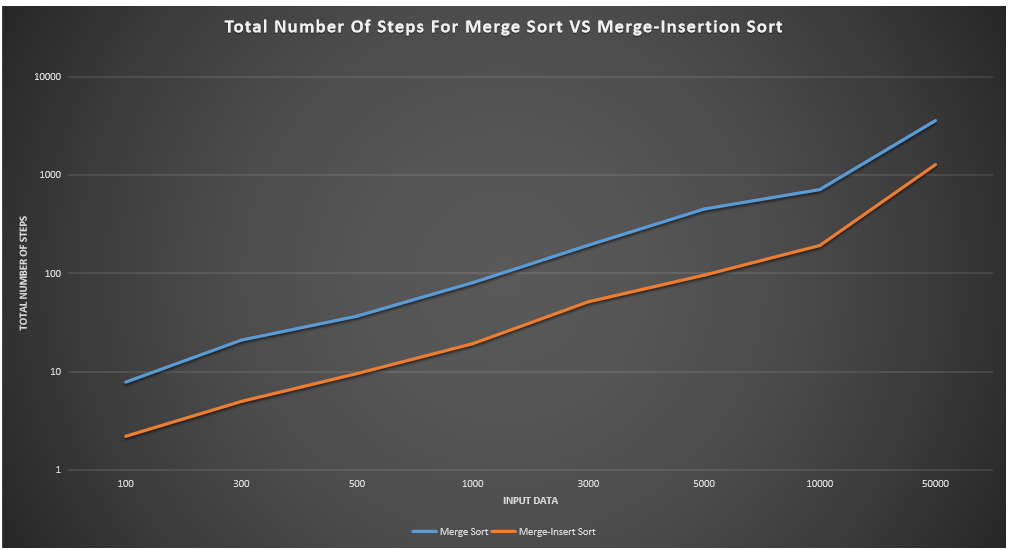 Total Number Of Steps For Merge Sort VS Merge-Insertion Sort
10000
1000
100
10
1
TOTAL NUMBER OF STEPS
100 300 500 1000 3000 5000 10000 50000
INPUT DATA
Merge Sort Merge-Insert Sort